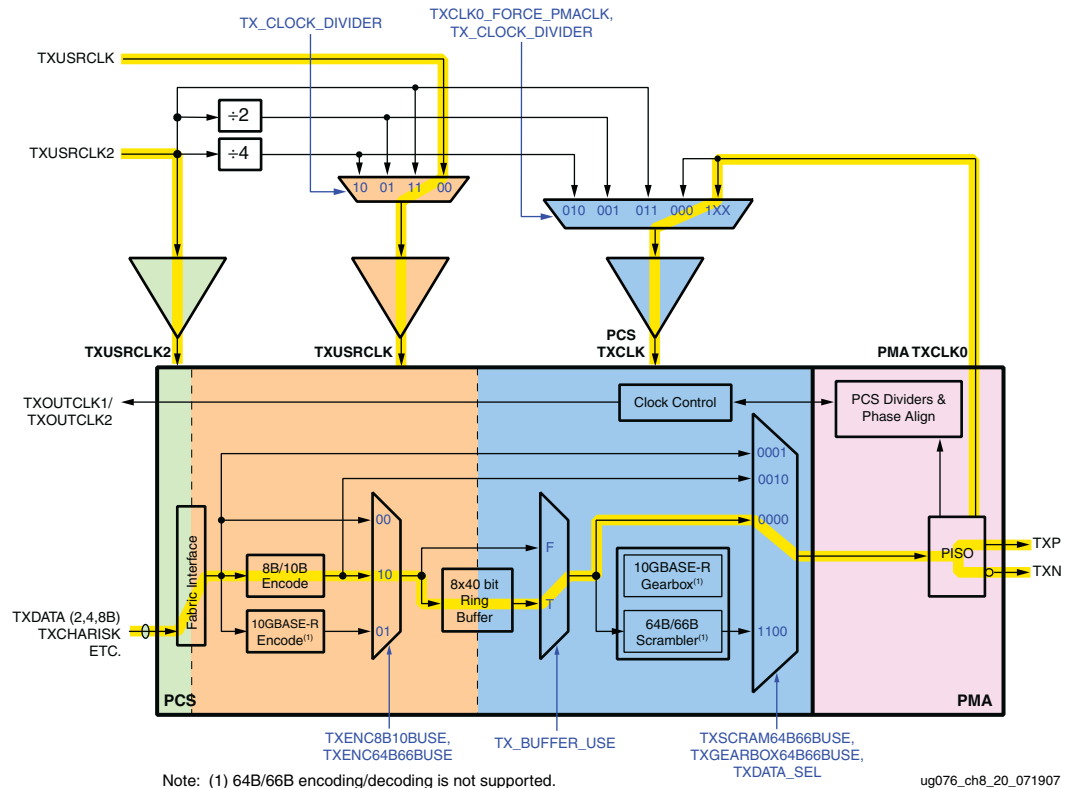 TX_CLOCK_DIVIDER
TXCLK0_FORCE_PMACLK,
TX_CLOCK_DIVIDER
TXUSRCLK
÷2
TXUSRCLK2
÷4
10 01 11 00
010 001 011 000 1XX
TXUSRCLK2
TXUSRCLK
PCS
TXCLK
PMA TXCLK0
TXOUTCLK1/
TXOUTCLK2
Clock Control
PCS Dividers &
Phase Align
0001
0010
0000
1100
00
10
01
F
T
Fabric Interface
8B/10B
Encode
10GBASE-R
Encode(1)
8x40 bit
Ring
Buffer
10GBASE-R
Gearbox(1)
64B/66B
Scrambler(1)
PISO
TXP
TXN
TXDATA (2,4,8B)
TXCHARISK
ETC.
PCS
PMA
TXENC8B10BUSE,
TXENC64B66BUSE
TX_BUFFER_USE
TXSCRAM64B66BUSE,
TXGEARBOX64B66BUSE,
TXDATA_SEL
Note: (1) 64B/66B encoding/decoding is not supported.
ug076_ch8_20_071907